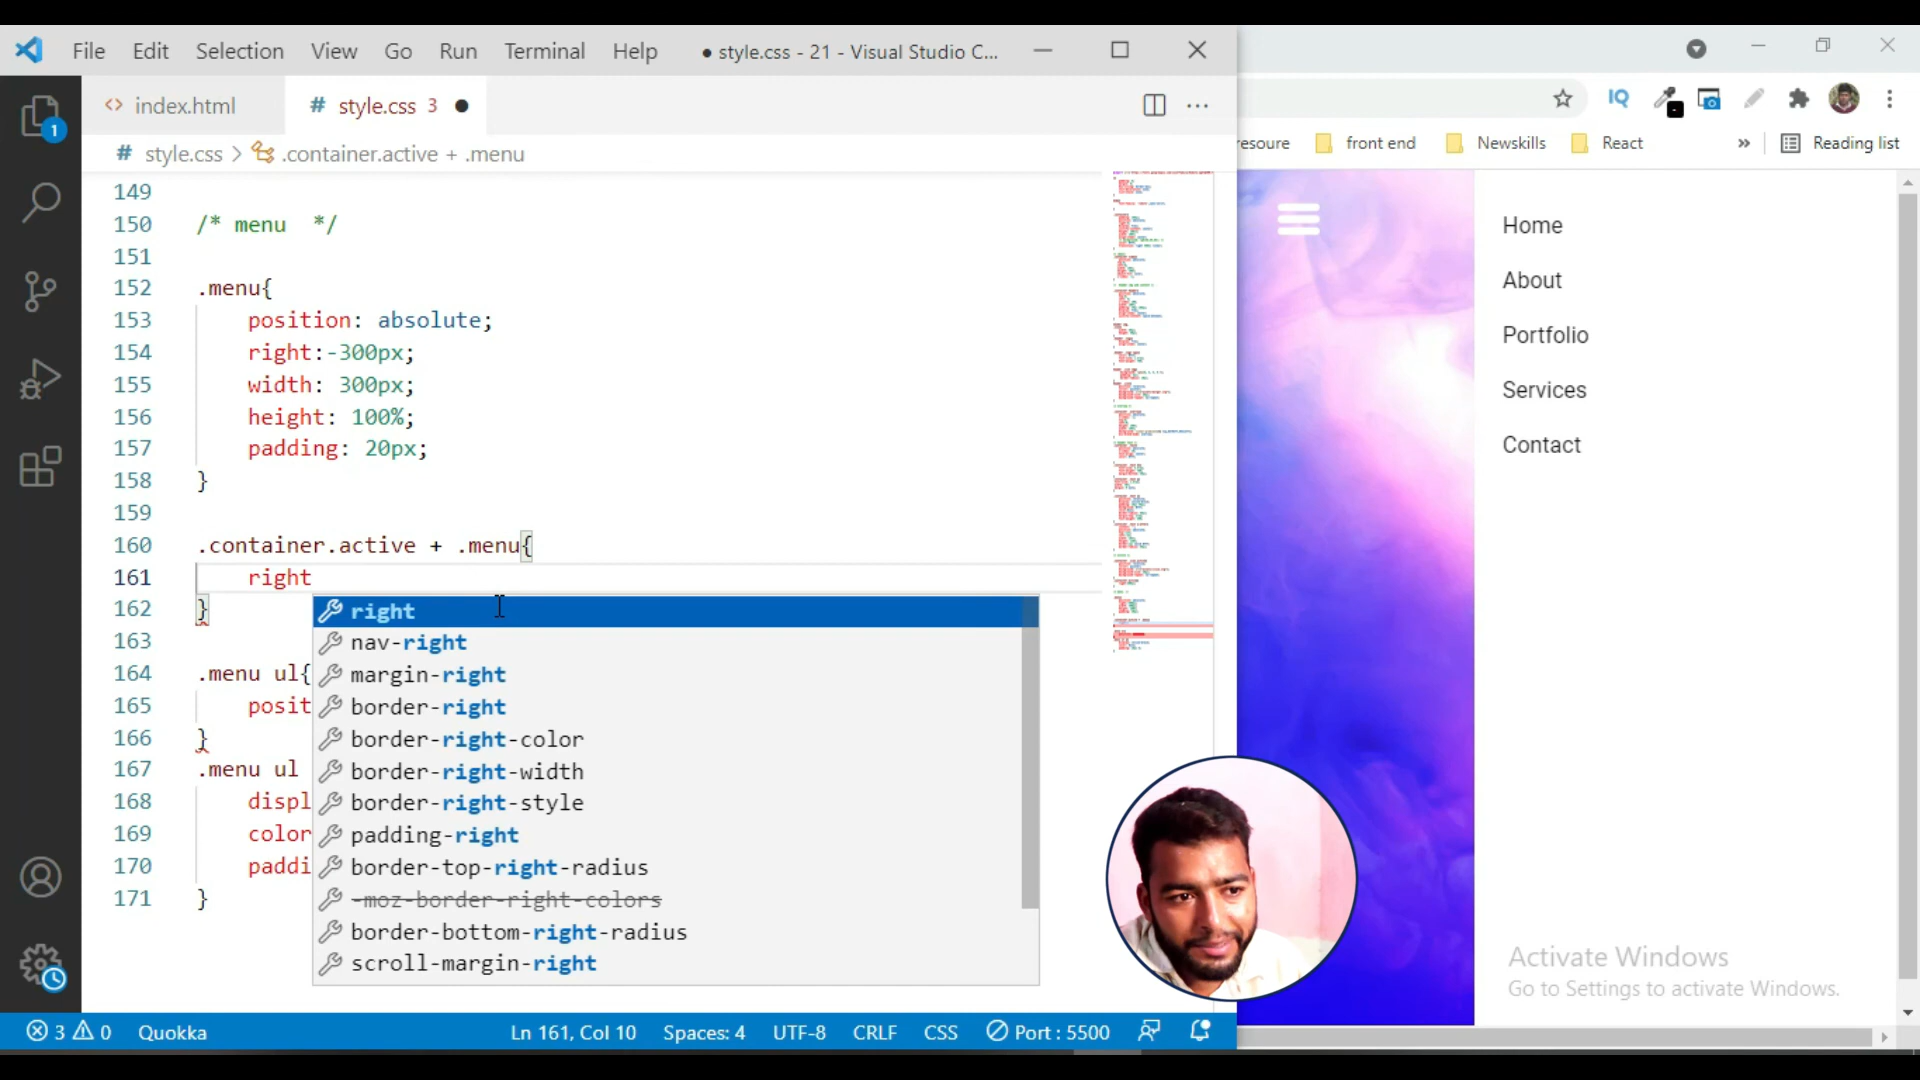 File Edit Selection View Go Run Terminal Help ● style.css - 21 - Visual Studio C...
index.html # style.css 3 ●
# style.css > .container.active + .menu
149
150 /* menu */
151
152 .menu{
153 position: absolute;
154 right:-300px;
155 width: 300px;
156 height: 100%;
157 padding: 20px;
158 }
159
160 .container.active + .menu{
161 right
162 }
163
164 .menu ul{
165 posit
166 }
167 .menu ul
168 displ
169 color
170 paddi
171 }
right
nav-right
margin-right
border-right
border-right-color
border-right-width
border-right-style
padding-right
border-top-right-radius
-moz-border-right-colors
border-bottom-right-radius
scroll-margin-right
1
3 0 Quokka Ln 161, Col 10 Spaces: 4 UTF-8 CRLF CSS Port : 5500
IQ
esoure front end Newskills React » Reading list
Home
About
Portfolio
Services
Contact
Activate Windows
Go to Settings to activate Windows.